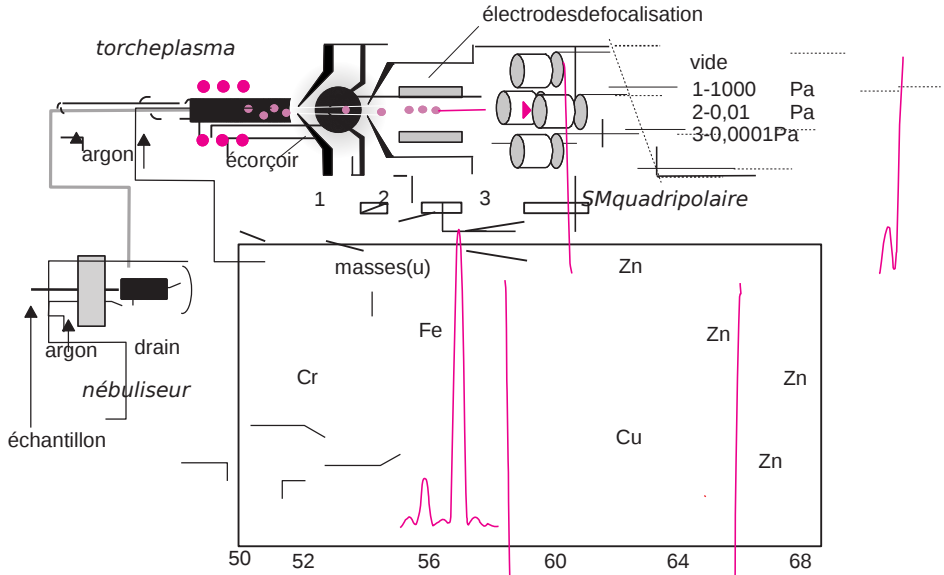 électrodesdefocalisation
torcheplasma
vide
1-1000 Pa
2-0,01 Pa
3-0,0001Pa
argon
écorçoir
1 2 3
SMquadripolaire
masses(u)
Zn
Fe
Zn
argon
drain
Cr
Zn
nébuliseur
échantillon
Cu
Zn
50 52 56 60 64 68